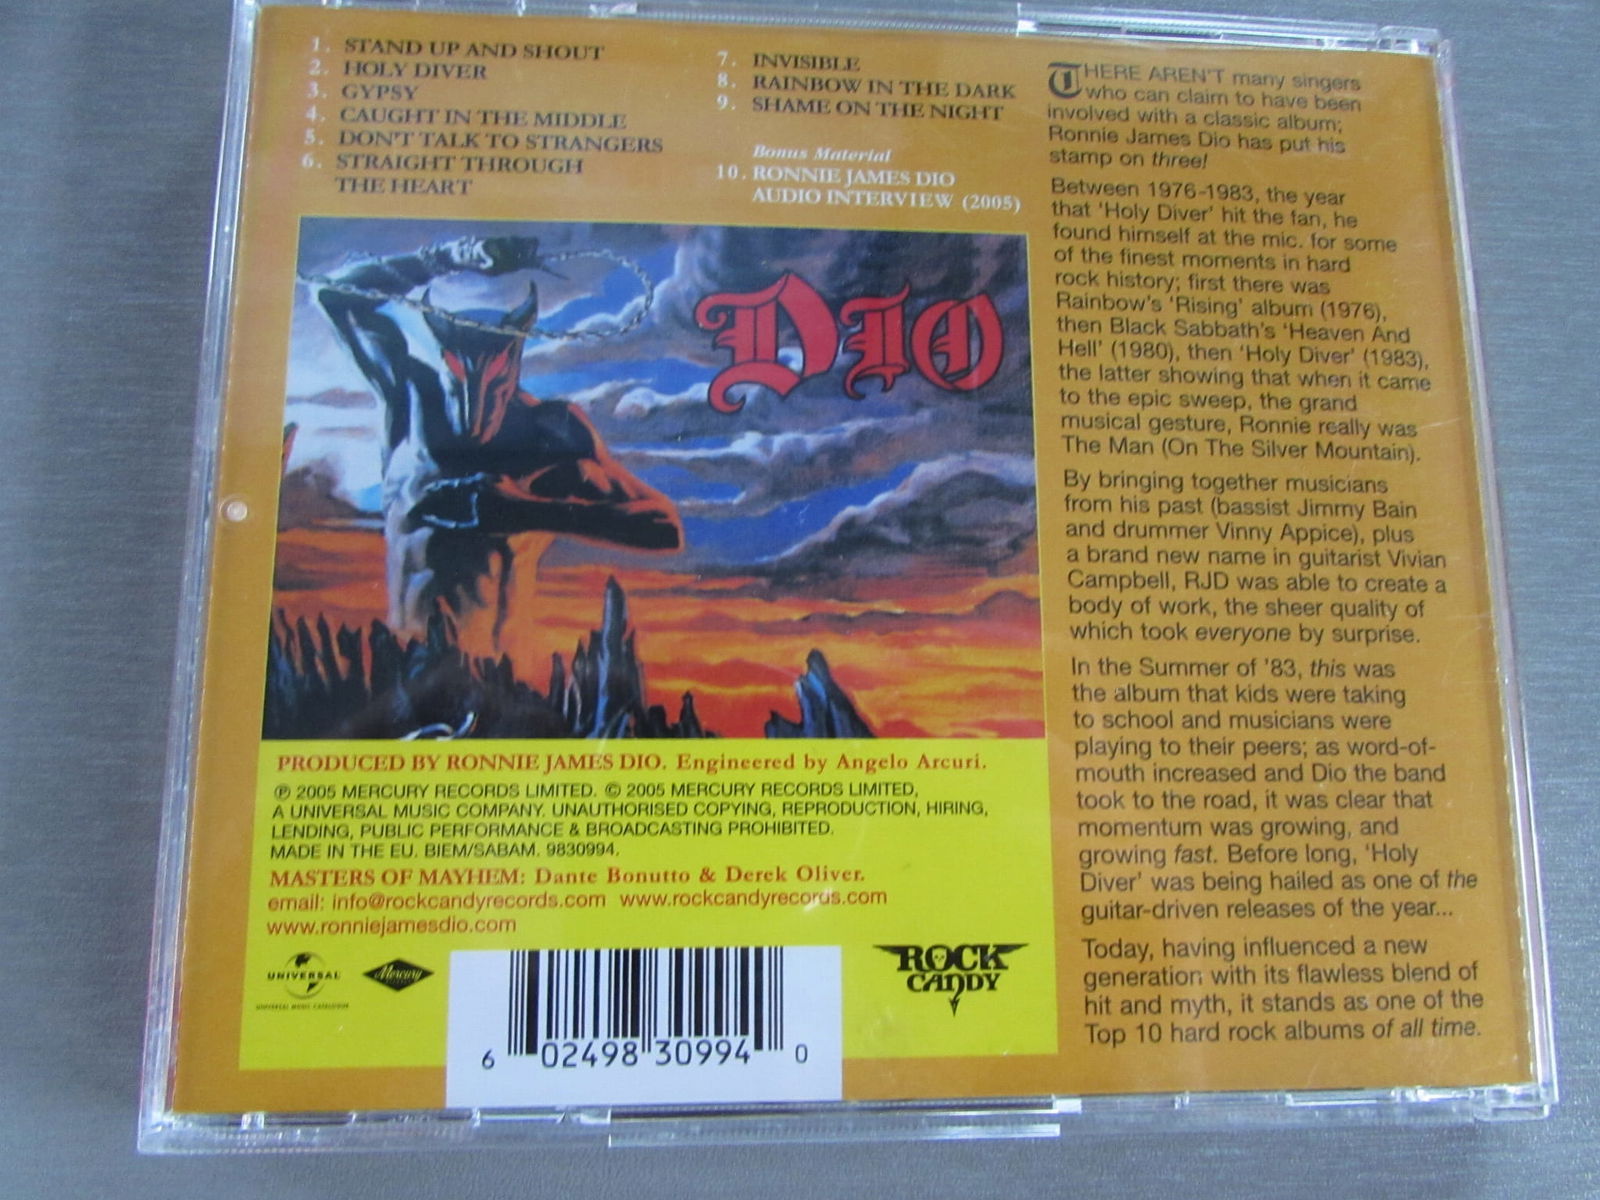 1. STAND UP AND SHOUT
2. HOLY DIVER
3. GYPSY
4. CAUGHT IN THE MIDDLE
5. DON'T TALK TO STRANGERS
6. STRAIGHT THROUGH
THE HEART
7. INVISIBLE
8. RAINBOW IN THE DARK
9. SHAME ON THE NIGHT
Bonus Material
10. RONNIE JAMES DIO
AUDIO INTERVIEW (2005)
DIO
THERE AREN'T many singers
who can claim to have been
involved with a classic album;
Ronnie James Dio has put his
stamp on three!
Between 1976-1983, the year
that 'Holy Diver' hit the fan, he
found himself at the mic. for some
of the finest moments in hard
rock history; first there was
Rainbow's 'Rising' album (1976),
then Black Sabbath's 'Heaven And
Hell' (1980), then 'Holy Diver' (1983),
the latter showing that when it came
to the epic sweep, the grand
musical gesture, Ronnie really was
The Man (On The Silver Mountain).
By bringing together musicians
from his past (bassist Jimmy Bain
and drummer Vinny Appice), plus
a brand new name in guitarist Vivian
Campbell, RJD was able to create a
body of work, the sheer quality of
which took everyone by surprise.
In the Summer of '83, this was
the album that kids were taking
to school and musicians were
playing to their peers; as word-of-
mouth increased and Dio the band
took to the road, it was clear that
momentum was growing, and
growing fast. Before long, 'Holy
Diver' was being hailed as one of the
guitar-driven releases of the year...
Today, having influenced a new
generation with its flawless blend of
hit and myth, it stands as one of the
Top 10 hard rock albums of all time.
PRODUCED BY RONNIE JAMES DIO. Engineered by Angelo Arcuri.
℗ 2005 MERCURY RECORDS LIMITED. © 2005 MERCURY RECORDS LIMITED,
A UNIVERSAL MUSIC COMPANY. UNAUTHORISED COPYING, REPRODUCTION, HIRING,
LENDING, PUBLIC PERFORMANCE & BROADCASTING PROHIBITED.
MADE IN THE EU. BIEM/SABAM. 9830994.
MASTERS OF MAYHEM: Dante Bonutto & Derek Oliver.
email: info@rockcandyrecords.com www.rockcandyrecords.com
www.ronniejamesdio.com
UNIVERSAL
UNIVERSAL MUSIC CATALOGUE
Mercury
ROCK
CANDY
6 02498 30994 0